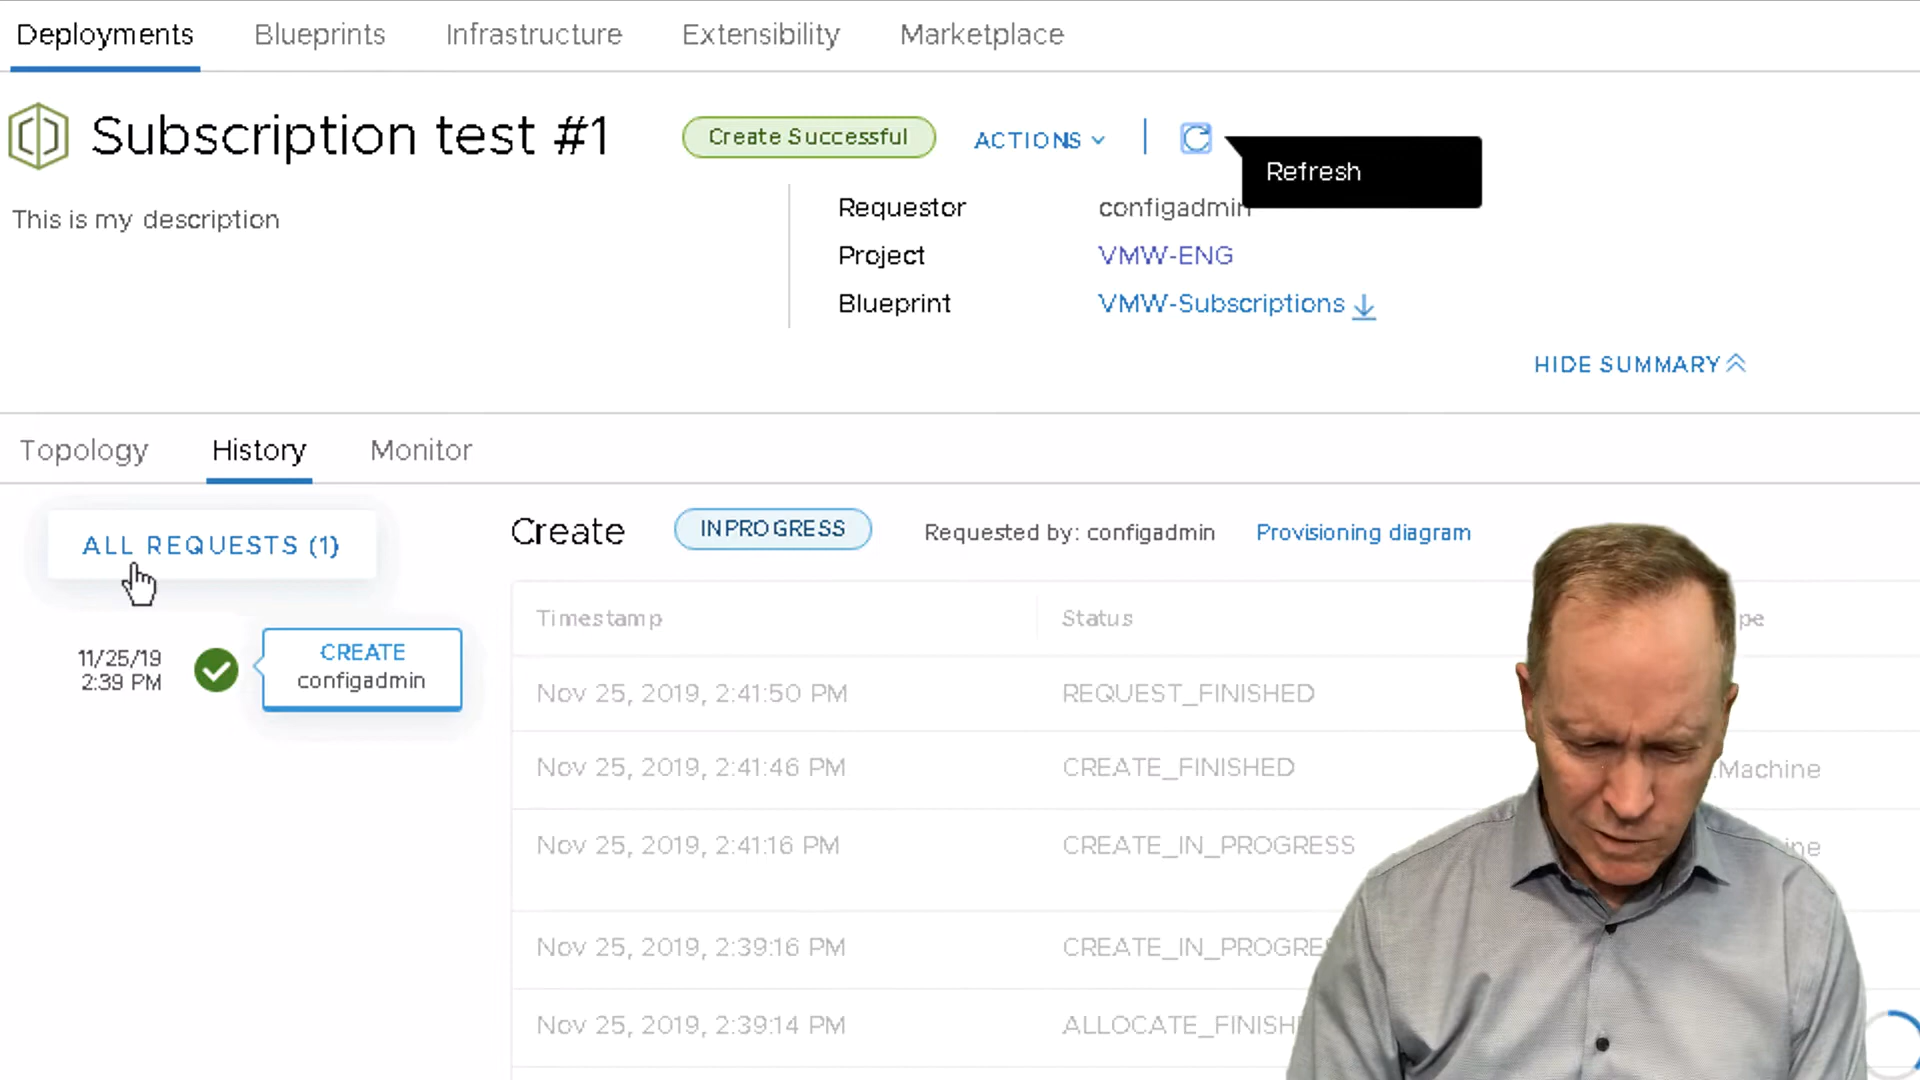 Deployments Blueprints Infrastructure Extensibility Marketplace
Subscription test #1 Create Successful ACTIONS Refresh
This is my description
Requestor configadmin
Project VMW-ENG
Blueprint VMW-Subscriptions
HIDE SUMMARY
Topology History Monitor
ALL REQUESTS (1)
Create INPROGRESS Requested by: configadmin Provisioning diagram
Timestamp Status
11/25/19
2:39 PM
CREATE
configadmin
Nov 25, 2019, 2:41:50 PM REQUEST_FINISHED
Nov 25, 2019, 2:41:46 PM CREATE_FINISHED .Machine
Nov 25, 2019, 2:41:16 PM CREATE_IN_PROGRESS
Nov 25, 2019, 2:39:16 PM CREATE_IN_PROGRE
Nov 25, 2019, 2:39:14 PM ALLOCATE_FINISH